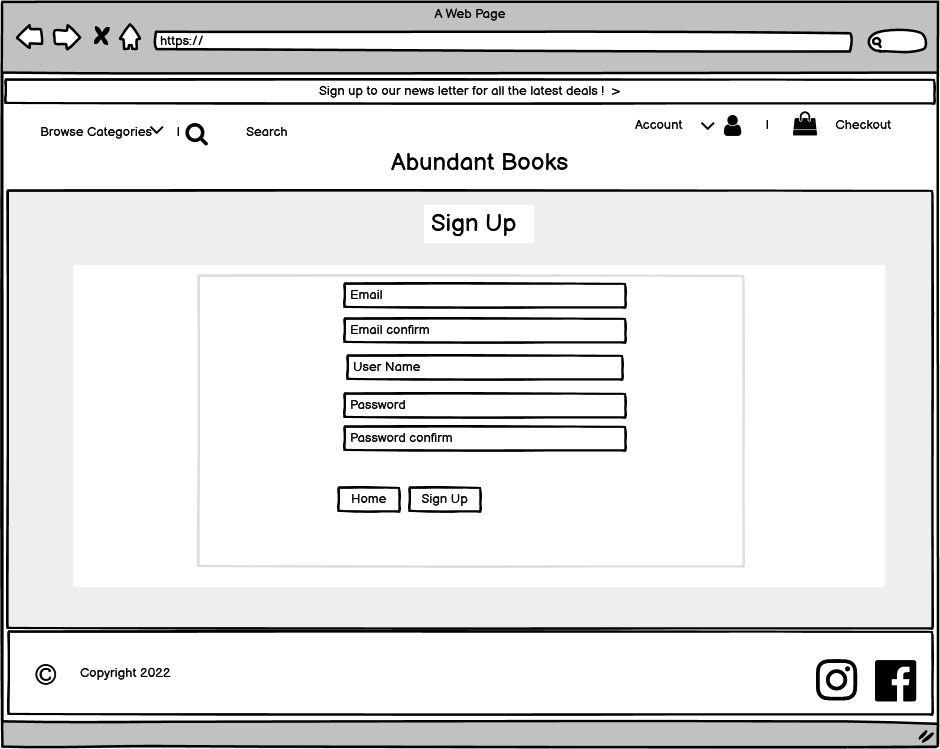 A Web Page
https://
Sign up to our news letter for all the latest deals ! >
Browse Categories | Search Account | Checkout
Abundant Books
Sign Up
Email
Email confirm
User Name
Password
Password confirm
Home Sign Up
© Copyright 2022